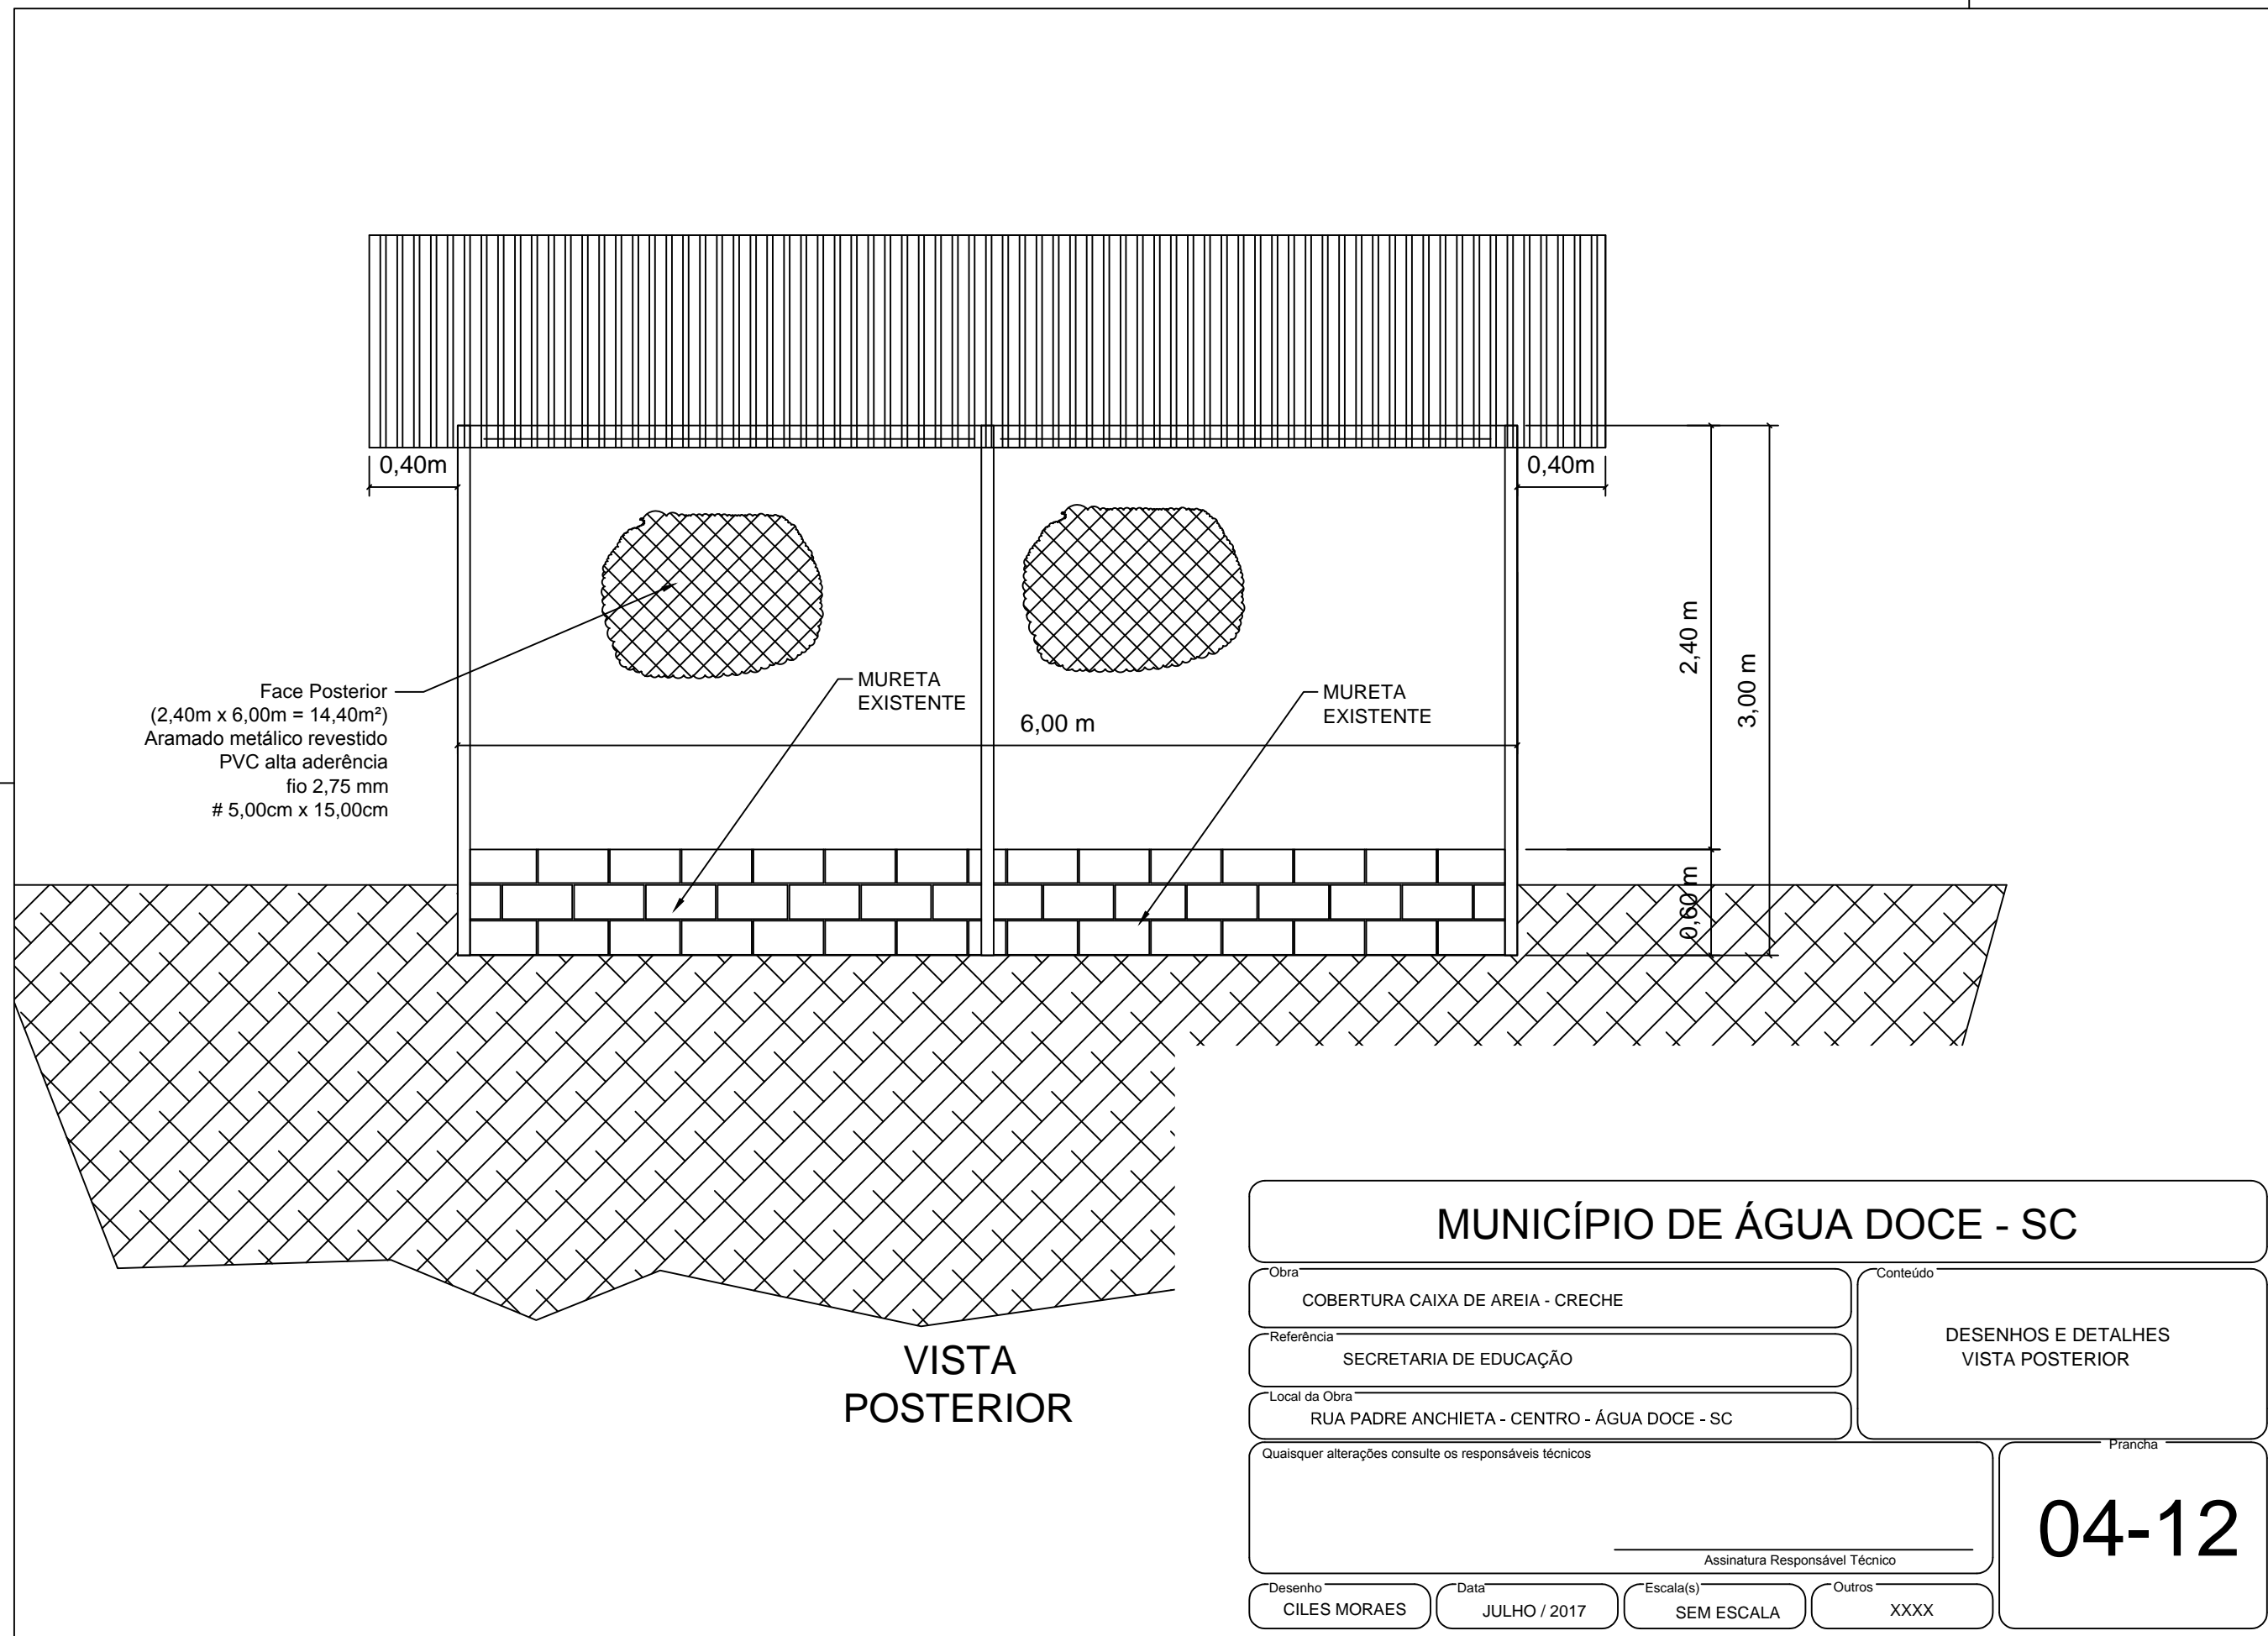 0,40m
0,40m
2,40 m
3,00 m
Face Posterior
(2,40m x 6,00m = 14,40m²)
Aramado metálico revestido
PVC alta aderência
fio 2,75 mm
# 5,00cm x 15,00cm
MURETA
EXISTENTE
6,00 m
MURETA
EXISTENTE
0,60 m
VISTA
POSTERIOR
MUNICÍPIO DE ÁGUA DOCE - SC
Obra
COBERTURA CAIXA DE AREIA - CRECHE
Conteúdo
DESENHOS E DETALHES
VISTA POSTERIOR
Referência
SECRETARIA DE EDUCAÇÃO
Local da Obra
RUA PADRE ANCHIETA - CENTRO - ÁGUA DOCE - SC
Quaisquer alterações consulte os responsáveis técnicos
Assinatura Responsável Técnico
Prancha
04-12
Desenho
CILES MORAES
Data
JULHO / 2017
Escala(s)
SEM ESCALA
Outros
XXXX